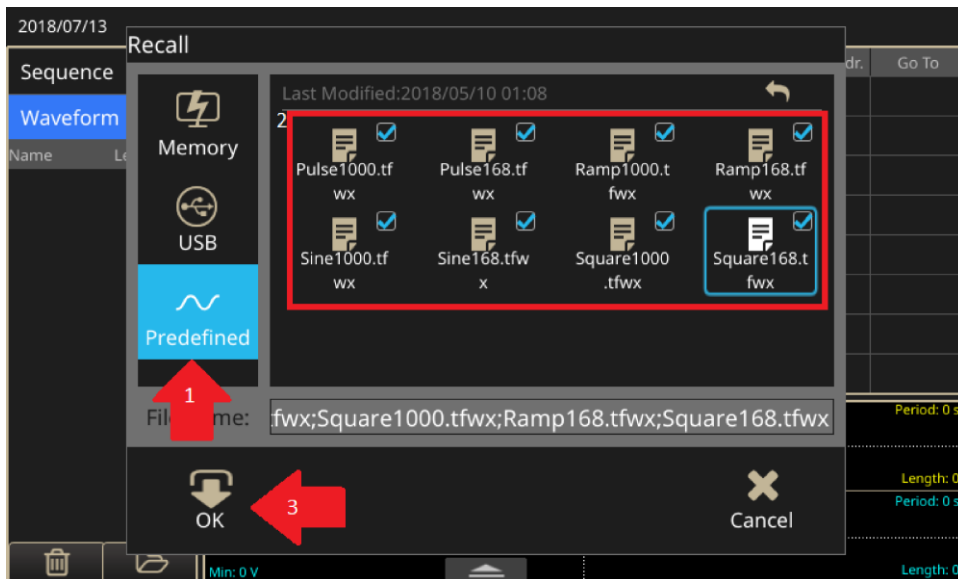 2018/07/13
Recall
Sequence
dr.
Go To
Last Modified:2018/05/10 01:08
Waveform
2
Name
Le
Memory
Pulse1000.tf
wx
Pulse168.tf
wx
Ramp1000.t
fwx
Ramp168.tf
wx
USB
Sine1000.tf
wx
Sine168.tfw
x
Square1000
.tfwx
Square168.t
fwx
Predefined
1
Fil
me:
fwx;Square1000.tfwx;Ramp168.tfwx;Square168.tfwx
Period: 0 s
Length: 0
Period: 0 s
3
OK
Cancel
Min: 0 V
Length: 0